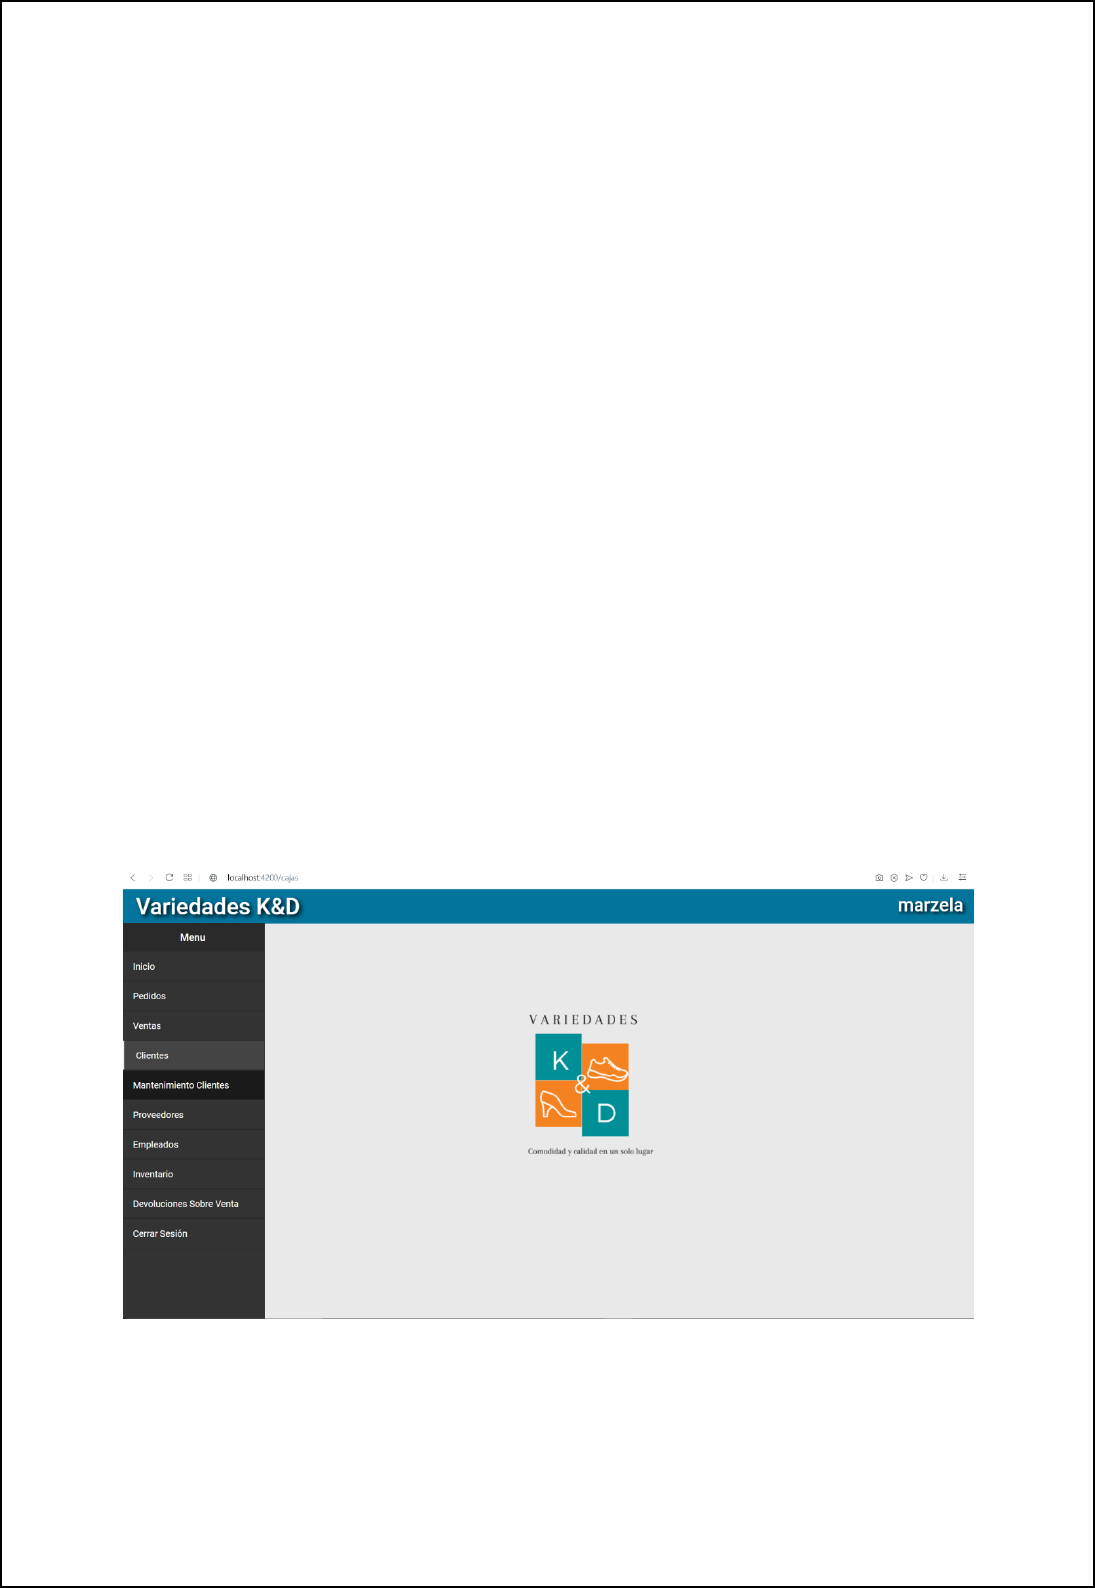 localhost:4200/cajas
Variedades K&D
marzela
Menu
Inicio
Pedidos
Ventas
Clientes
Mantenimiento Clientes
Proveedores
Empleados
Inventario
Devoluciones Sobre Venta
Cerrar Sesión
VARIEDADES
K
&
D
Comodidad y calidad en un solo lugar